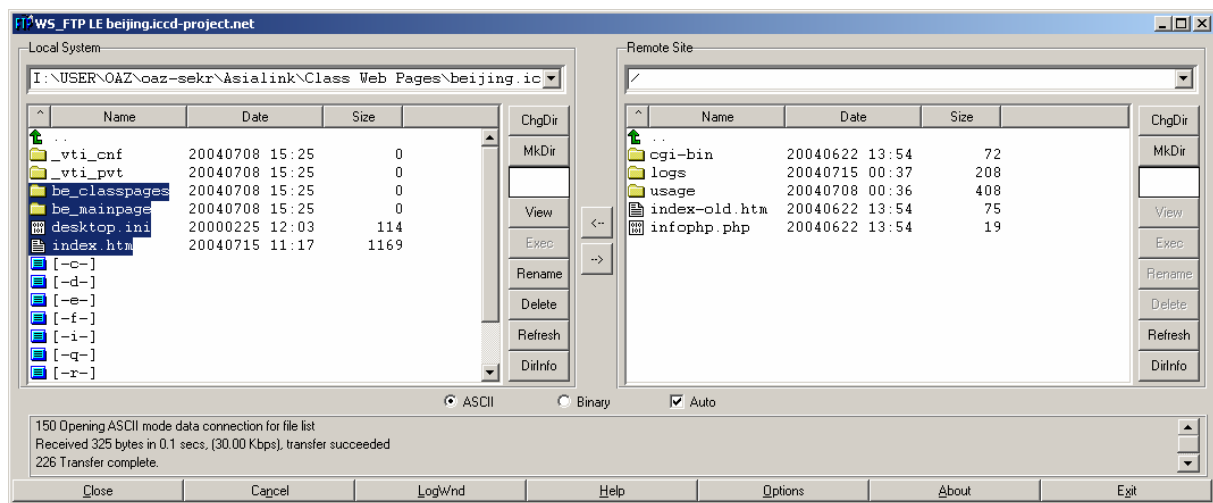 WS_FTP LE beijing.iccd-project.net
Local System
I:\USER\OAZ\oaz-sekr\Asialink\Class Web Pages\beijing.ic
^ Name Date Size
..
_vti_cnf 20040708 15:25 0
_vti_pvt 20040708 15:25 0
be_classpages 20040708 15:25 0
be_mainpage 20040708 15:25 0
desktop.ini 20000225 12:03 114
index.htm 20040715 11:17 1169
[-c-]
[-d-]
[-e-]
[-f-]
[-i-]
[-q-]
[-r-]
ChgDir
MkDir
View
Exec
Rename
Delete
Refresh
DirInfo
<--
-->
Remote Site
/
^ Name Date Size
..
cgi-bin 20040622 13:54 72
logs 20040715 00:37 208
usage 20040708 00:36 408
index-old.htm 20040622 13:54 75
infophp.php 20040622 13:54 19
ChgDir
MkDir
View
Exec
Rename
Delete
Refresh
DirInfo
ASCII Binary Auto
150 Opening ASCII mode data connection for file list
Received 325 bytes in 0.1 secs, (30.00 Kbps), transfer succeeded
226 Transfer complete.
Close Cancel LogWnd Help Options About Exit